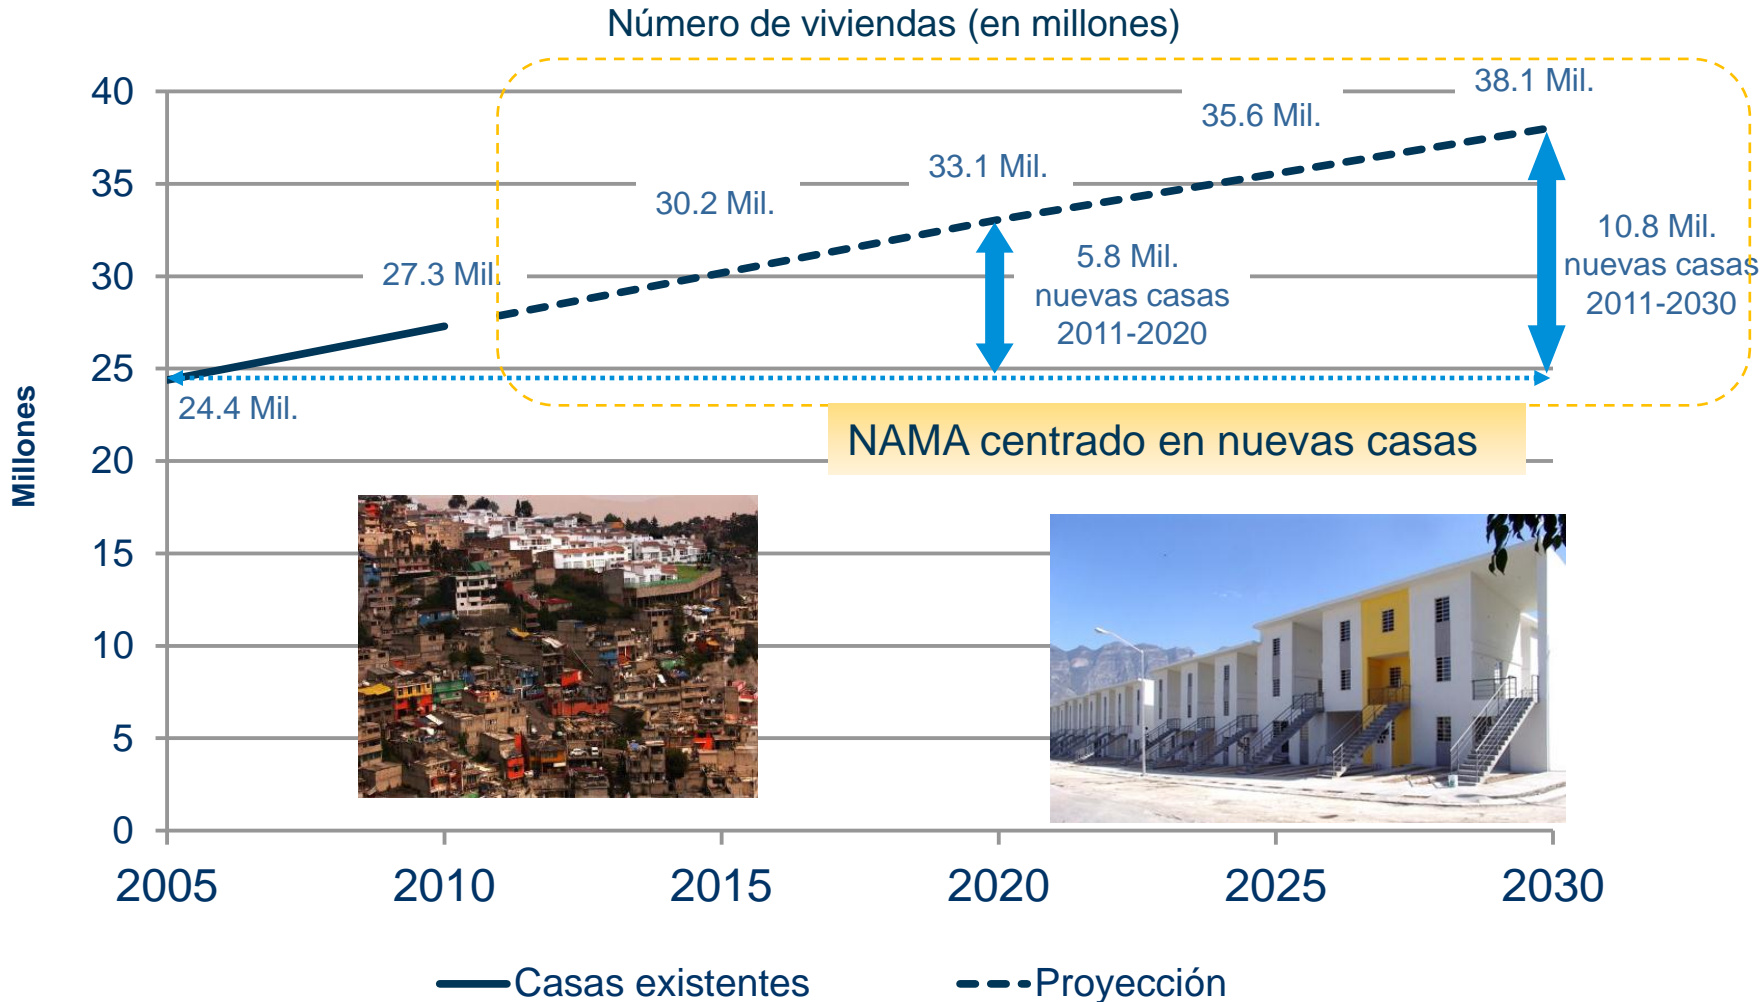 Número de viviendas (en millones)
40
35
30
25
20
15
10
5
0
Millones
24.4 Mil.
27.3 Mil.
30.2 Mil.
33.1 Mil.
35.6 Mil.
38.1 Mil.
5.8 Mil.
nuevas casas
2011-2020
10.8 Mil.
nuevas casas
2011-2030
NAMA centrado en nuevas casas
2005
2010
2015
2020
2025
2030
Casas existentes
Proyección